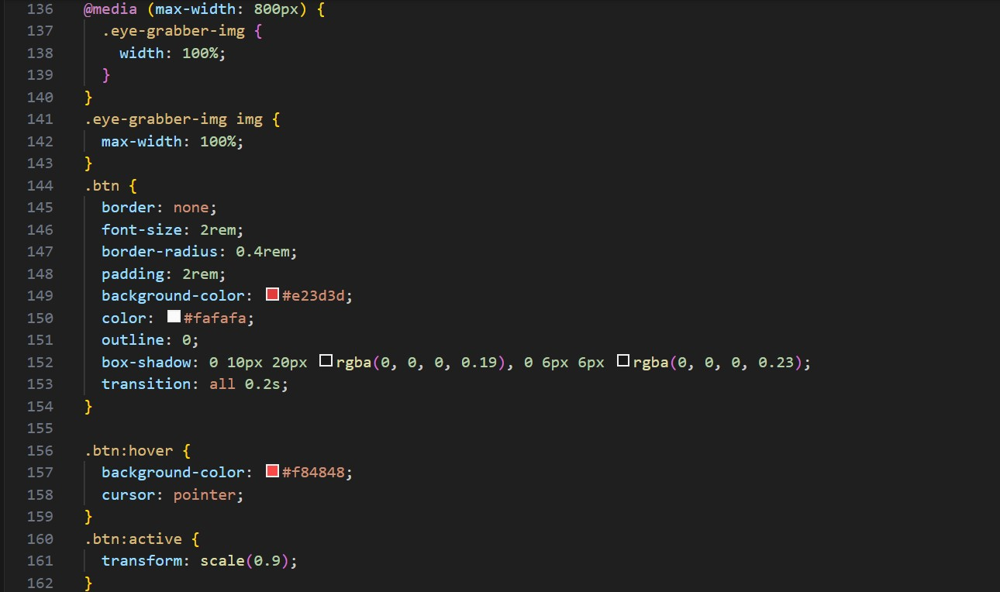 136 @media (max-width: 800px) {
137 .eye-grabber-img {
138 width: 100%;
139 }
140 }
141 .eye-grabber-img img {
142 max-width: 100%;
143 }
144 .btn {
145 border: none;
146 font-size: 2rem;
147 border-radius: 0.4rem;
148 padding: 2rem;
149 background-color: #e23d3d;
150 color: #fafafa;
151 outline: 0;
152 box-shadow: 0 10px 20px rgba(0, 0, 0, 0.19), 0 6px 6px rgba(0, 0, 0, 0.23);
153 transition: all 0.2s;
154 }
155
156 .btn:hover {
157 background-color: #f84848;
158 cursor: pointer;
159 }
160 .btn:active {
161 transform: scale(0.9);
162 }